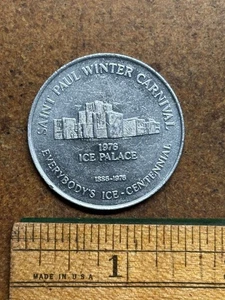 SAINT PAUL WINTER CARNIVAL
1976
ICE PALACE
1886-1976
EVERYBODY'S ICE-CENTENNIAL
MADE IN U.S.A
1